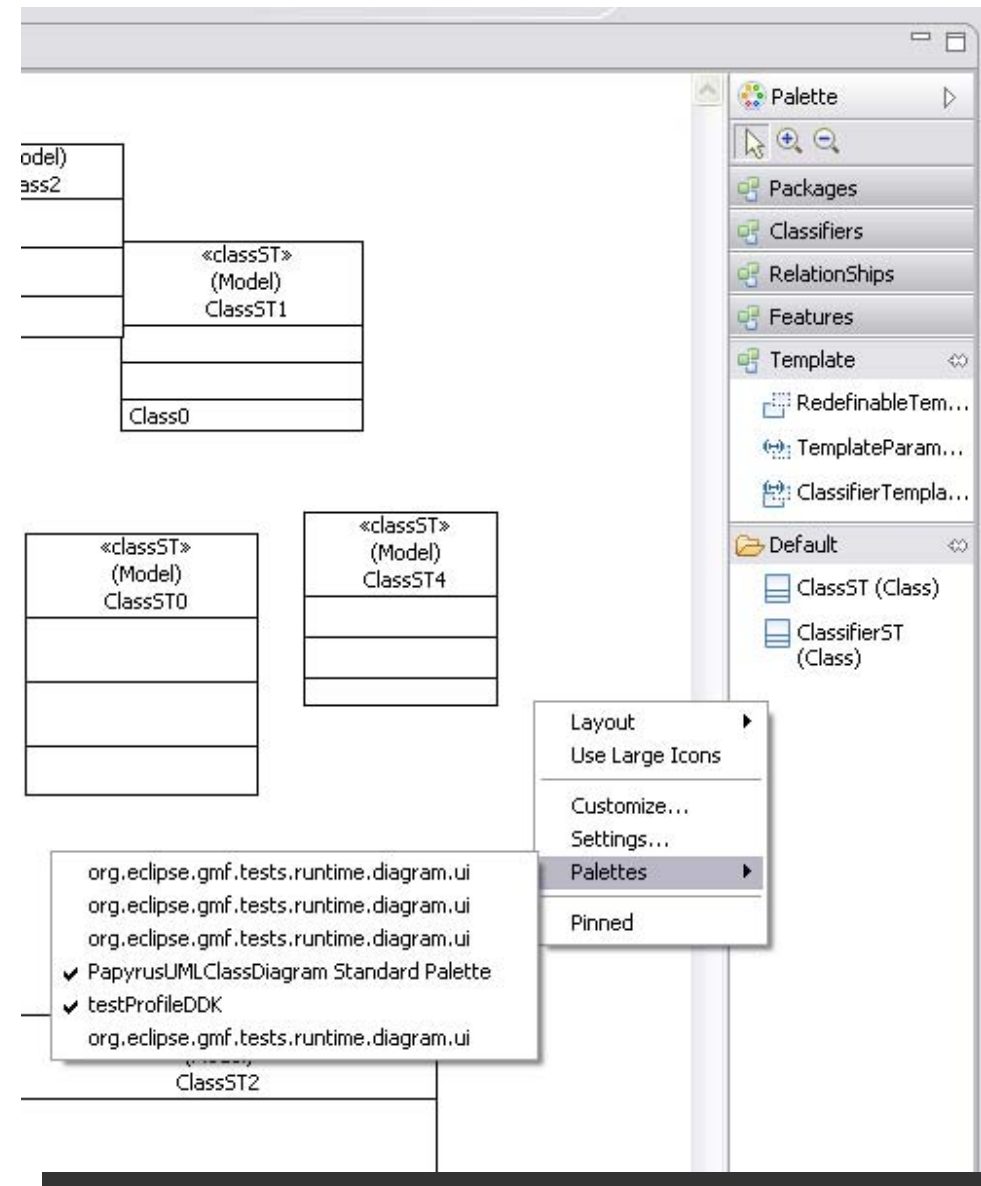 Palette
Packages
Classifiers
RelationShips
Features
Template
RedefinableTem...
TemplateParam...
ClassifierTempla...
Default
ClassST (Class)
ClassifierST
(Class)
odel)
ass2
«classST»
(Model)
ClassST1
Class0
«classST»
(Model)
ClassST0
«classST»
(Model)
ClassST4
Layout
Use Large Icons
Customize...
Settings...
Palettes
Pinned
org.eclipse.gmf.tests.runtime.diagram.ui
org.eclipse.gmf.tests.runtime.diagram.ui
org.eclipse.gmf.tests.runtime.diagram.ui
PapyrusUMLClassDiagram Standard Palette
testProfileDDK
org.eclipse.gmf.tests.runtime.diagram.ui
ClassST2